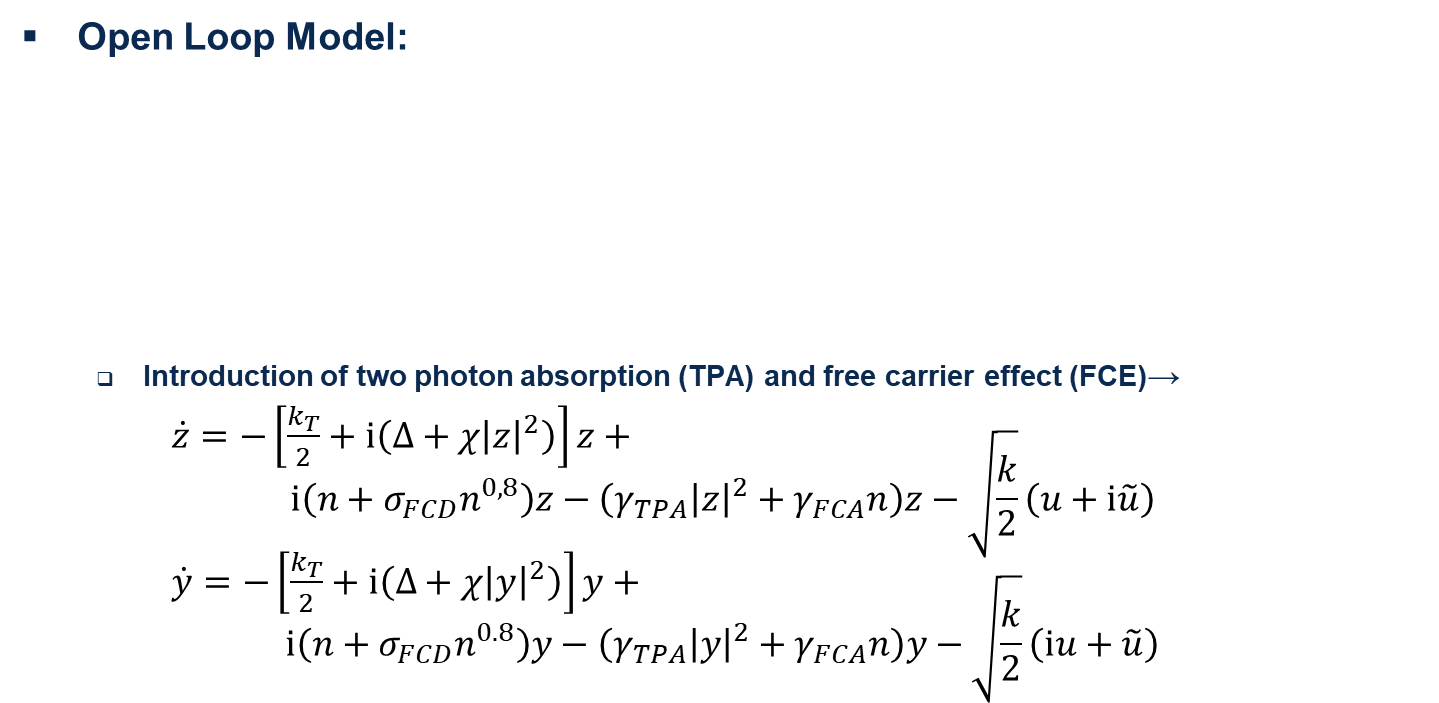 ▪ Open Loop Model:
❑ Introduction of two photon absorption (TPA) and free carrier effect (FCE)→
ż = −[k_T/2 + i(Δ + χ|z|²)] z +
i(n + σ_FCD n^0,8)z − (γ_TPA|z|² + γ_FCA n)z − √(k/2) (u + iũ)
ẏ = −[k_T/2 + i(Δ + χ|y|²)] y +
i(n + σ_FCD n^0.8)y − (γ_TPA|y|² + γ_FCA n)y − √(k/2) (iu + ũ)